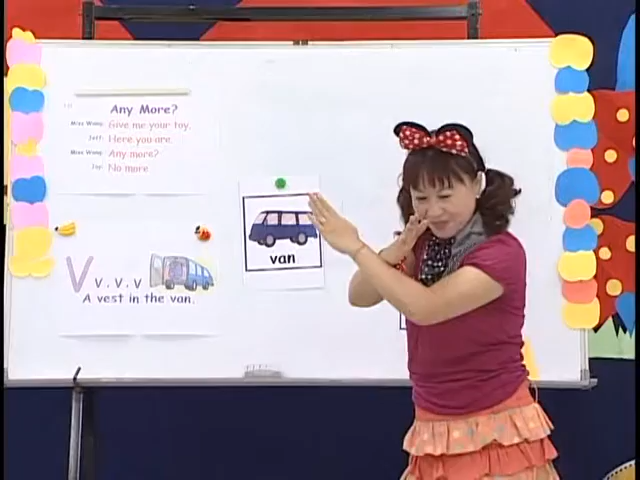 Any More?
Miss Wang: Give me your toy.
Jeff: Here you are.
Miss Wang: Any more?
Joy: No more.
van
V v. v. v
A vest in the van.